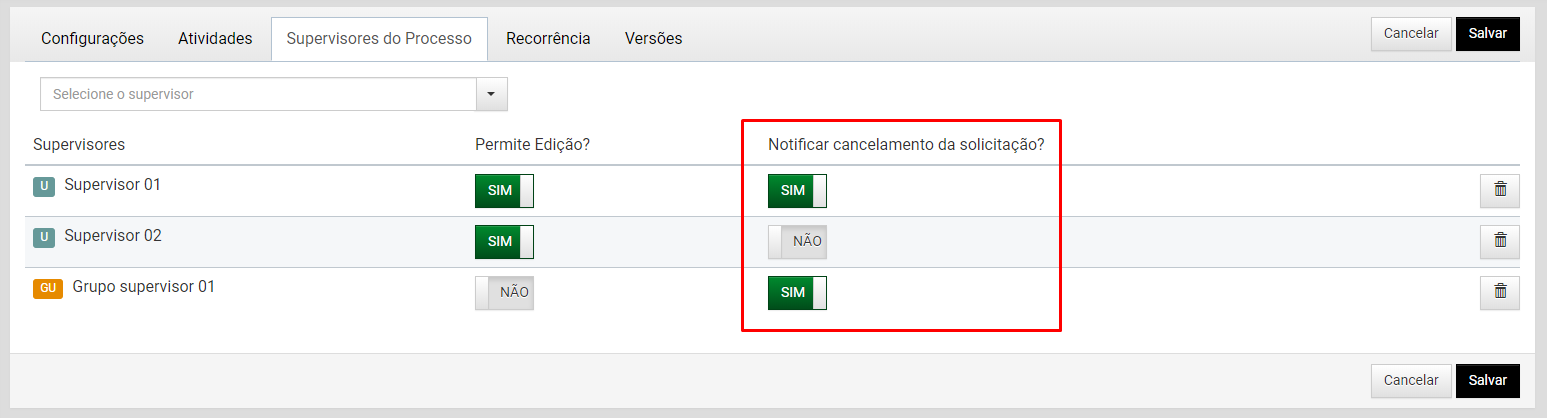 Configurações Atividades Supervisores do Processo Recorrência Versões Cancelar Salvar
Selecione o supervisor
Supervisores Permite Edição? Notificar cancelamento da solicitação?
U Supervisor 01 SIM SIM
U Supervisor 02 SIM NÃO
GU Grupo supervisor 01 NÃO SIM
Cancelar Salvar